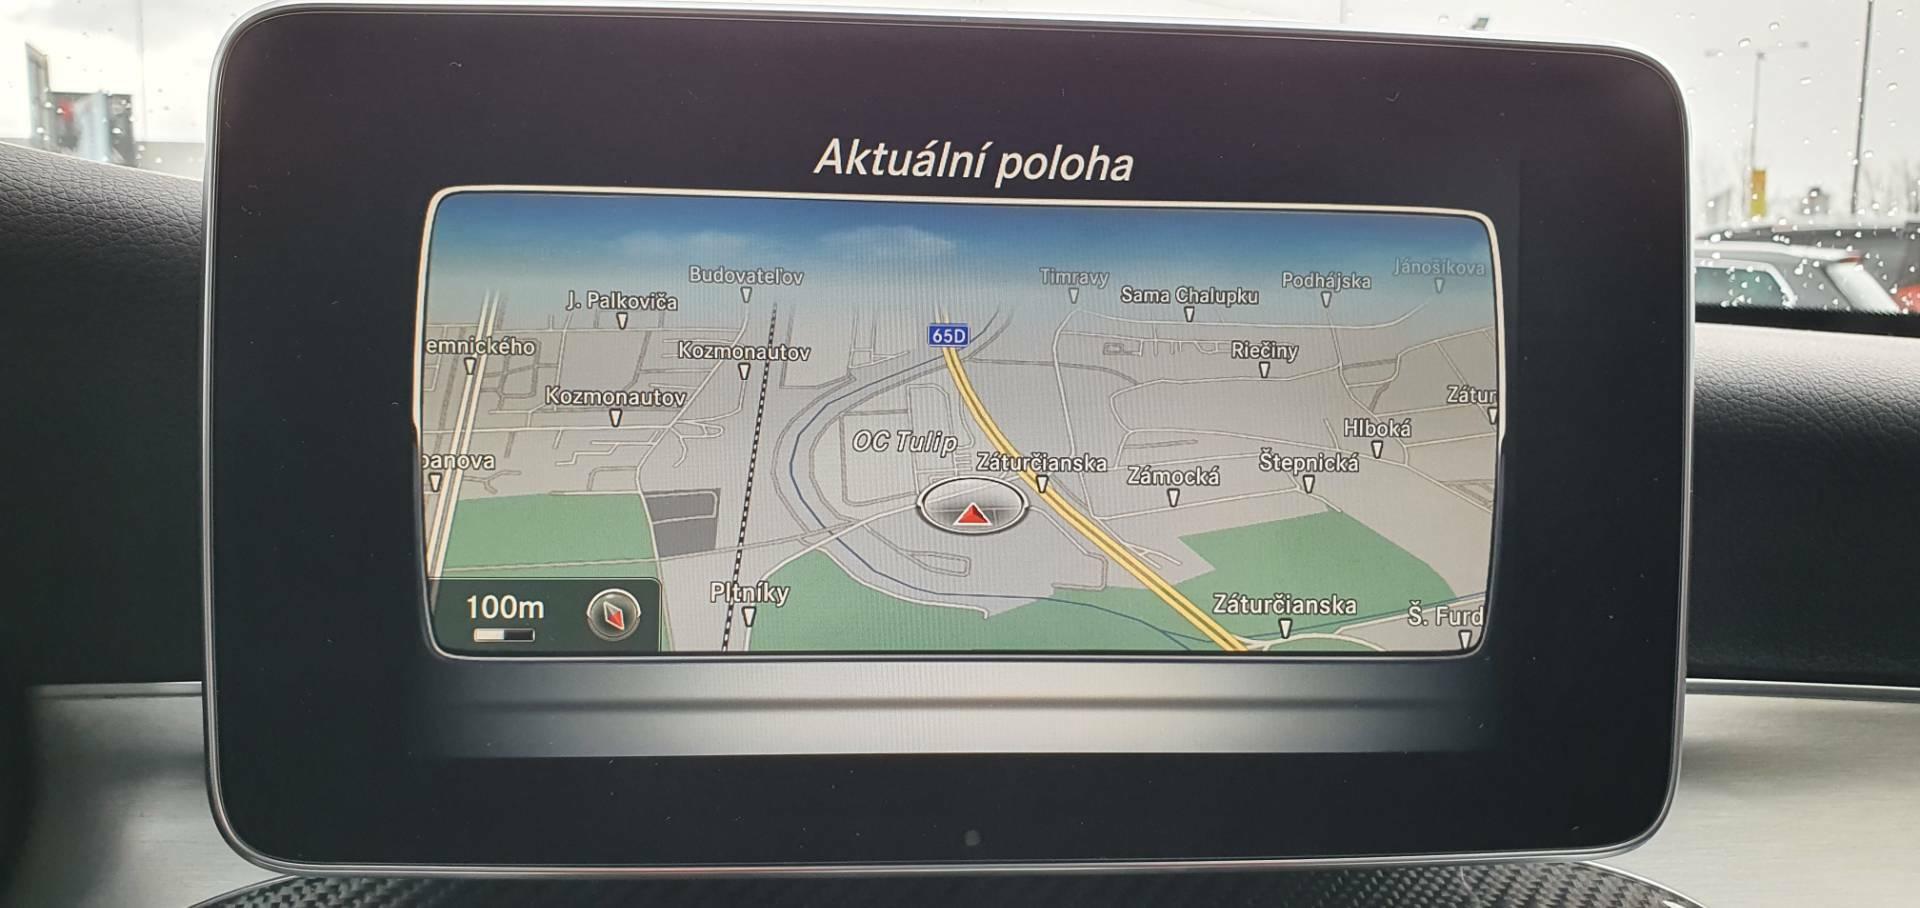 Aktuální poloha
Budovateľov
Timravy
Jánošíkova
Podhájska
J. Palkoviča
Sama Chalupku
65D
emnického
Kozmonautov
Riečiny
Kozmonautov
Zátur
Hlboká
OC Tulip
panova
Záturčianska
Zámocká
Štepnická
Pltníky
100m
Záturčianska
Š. Furd